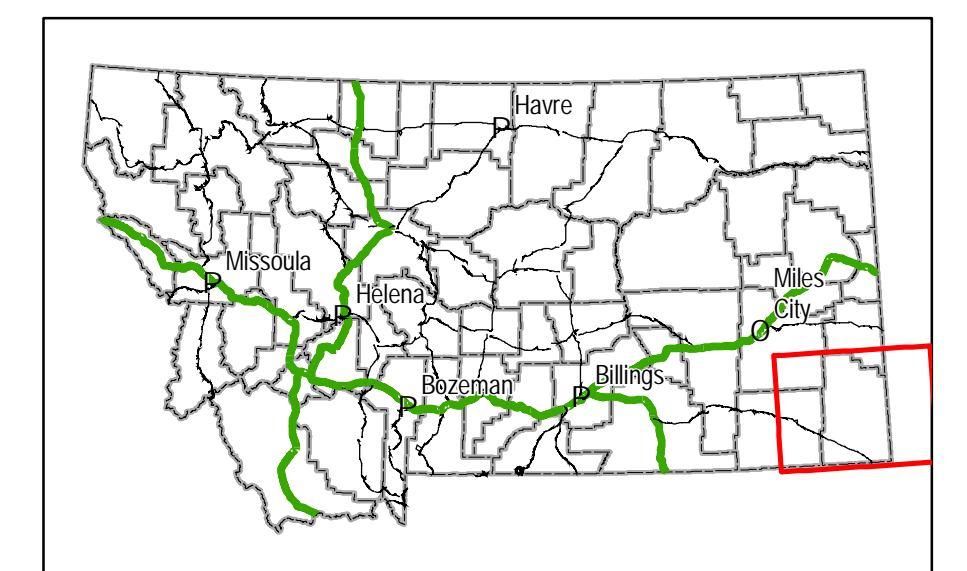 Havre
P
Missoula
P
Helena
P
Miles
City
O
Billings
P
Bozeman
P